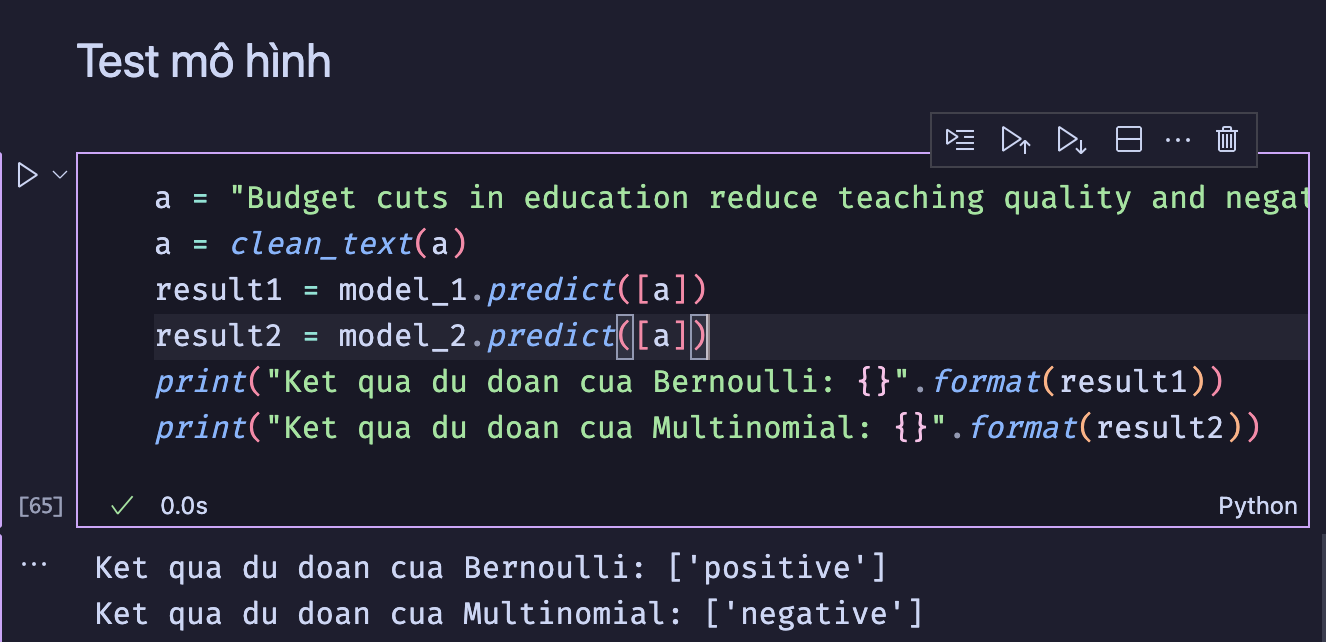 Test mô hình
a = "Budget cuts in education reduce teaching quality and negat
a = clean_text(a)
result1 = model_1.predict([a])
result2 = model_2.predict([a])
print("Ket qua du doan cua Bernoulli: {}".format(result1))
print("Ket qua du doan cua Multinomial: {}".format(result2))
[65]
0.0s
Python
Ket qua du doan cua Bernoulli: ['positive']
Ket qua du doan cua Multinomial: ['negative']